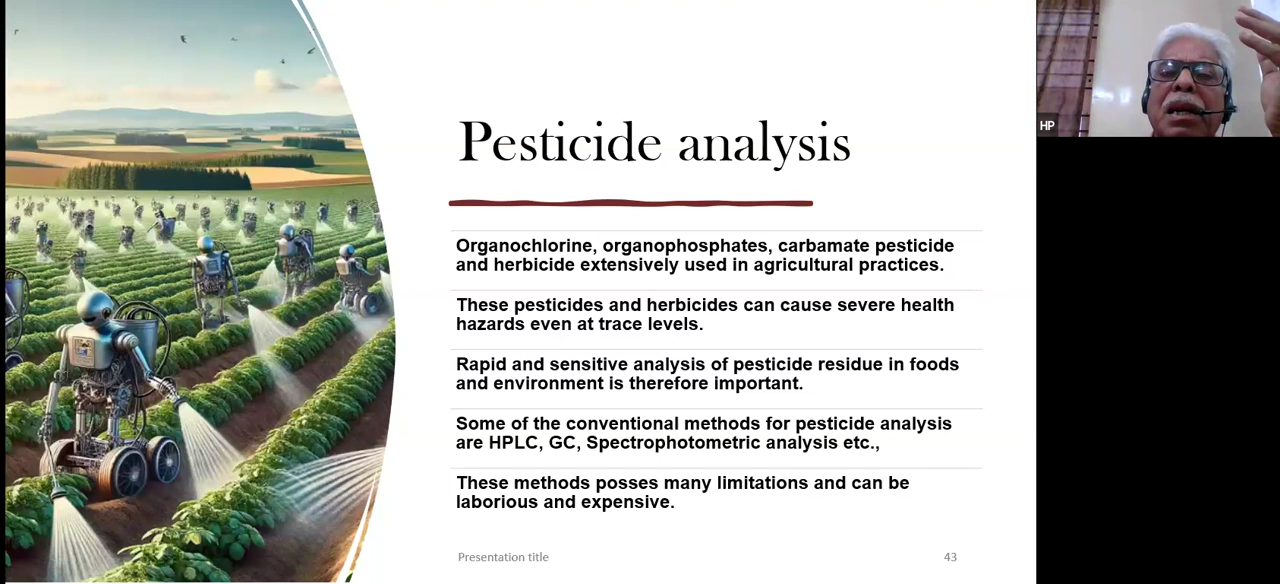 Pesticide analysis
Organochlorine, organophosphates, carbamate pesticide
and herbicide extensively used in agricultural practices.
These pesticides and herbicides can cause severe health
hazards even at trace levels.
Rapid and sensitive analysis of pesticide residue in foods
and environment is therefore important.
Some of the conventional methods for pesticide analysis
are HPLC, GC, Spectrophotometric analysis etc.,
These methods posses many limitations and can be
laborious and expensive.
Presentation title
43
HP